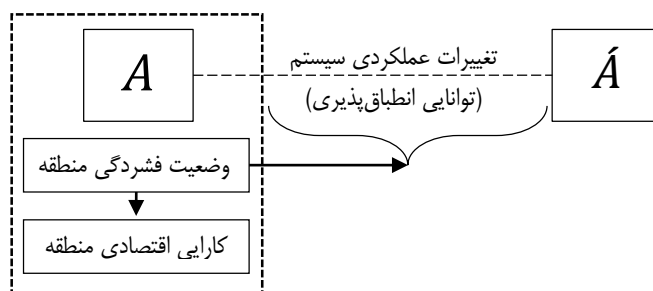 A
تغییرات عملکردی سیستم
(توانایی انطباق‌پذیری)
Á
وضعیت فشردگی منطقه
کارایی اقتصادی منطقه